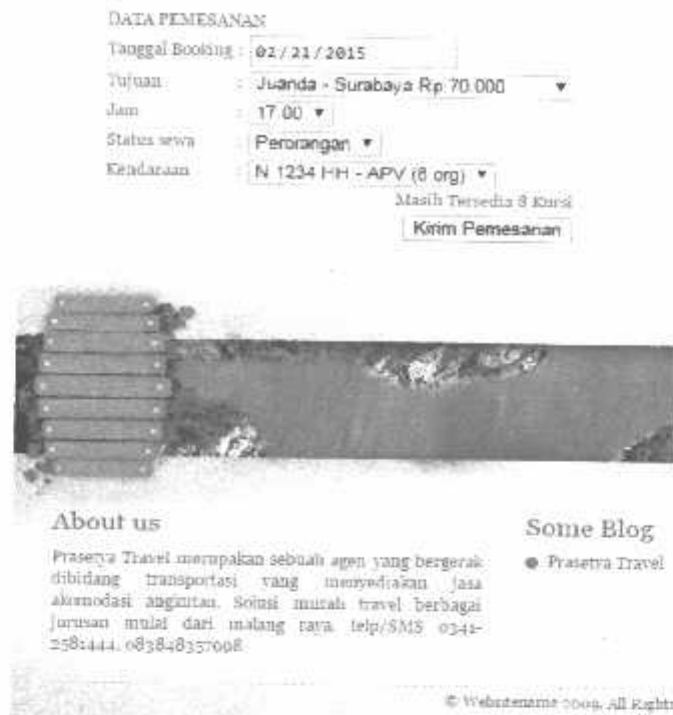 DATA PEMESANAN
Tanggal Booking : 02/21/2015
Tujuan : Juanda - Surabaya Rp 70.000
Jam : 17.00
Status sewa : Perorangan
Kendaraan : N 1234 HH - APV (8 org)
Masih Tersedia 8 Kursi
Kirim Pemesanan
About us
Prasetya Travel merupakan sebuah agen yang bergerak
dibidang transportasi yang menyediakan jasa
akomodasi angkutan. Solusi murah travel berbagai
jurusan mulai dari malang raya. telp/SMS 0341-
2581444, 083848357098
Some Blog
Prasetya Travel
© Websitename 2009, All Rights